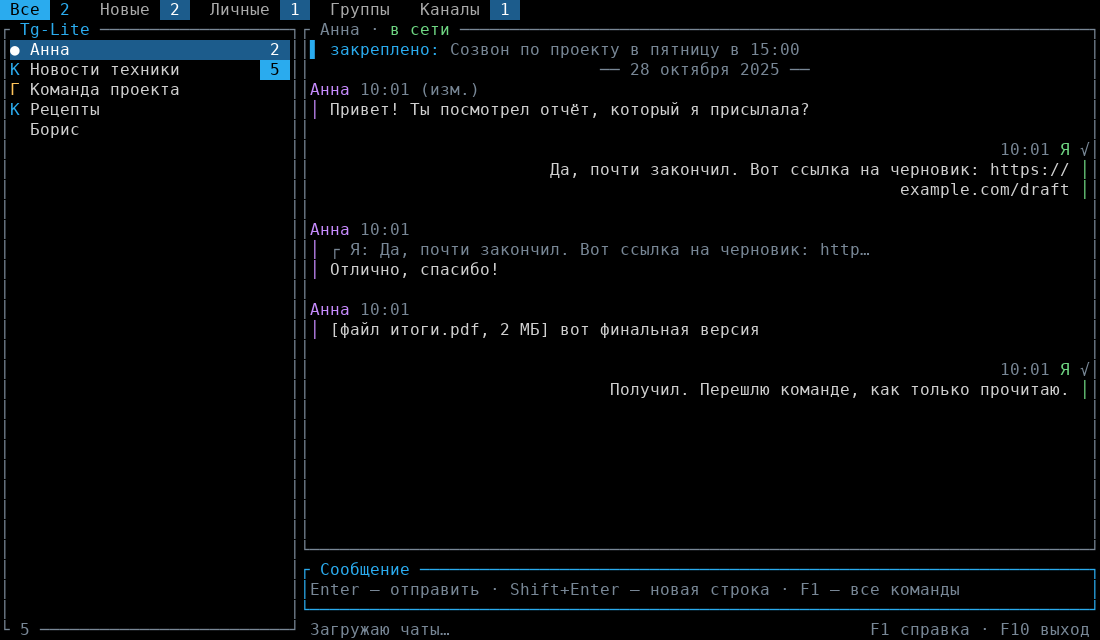 Все 2 Новые 2 Личные 1 Группы Каналы 1
Tg-Lite
Анна 2
К Новости техники 5
Г Команда проекта
К Рецепты
Борис
5
Анна · в сети
закреплено: Созвон по проекту в пятницу в 15:00
── 28 октября 2025 ──
Анна 10:01 (изм.)
Привет! Ты посмотрел отчёт, который я присылала?
10:01 Я √
Да, почти закончил. Вот ссылка на черновик: https://
example.com/draft
Анна 10:01
Я: Да, почти закончил. Вот ссылка на черновик: http…
Отлично, спасибо!
Анна 10:01
[файл итоги.pdf, 2 МБ] вот финальная версия
10:01 Я √
Получил. Перешлю команде, как только прочитаю.
Сообщение
Enter — отправить · Shift+Enter — новая строка · F1 — все команды
Загружаю чаты… F1 справка · F10 выход